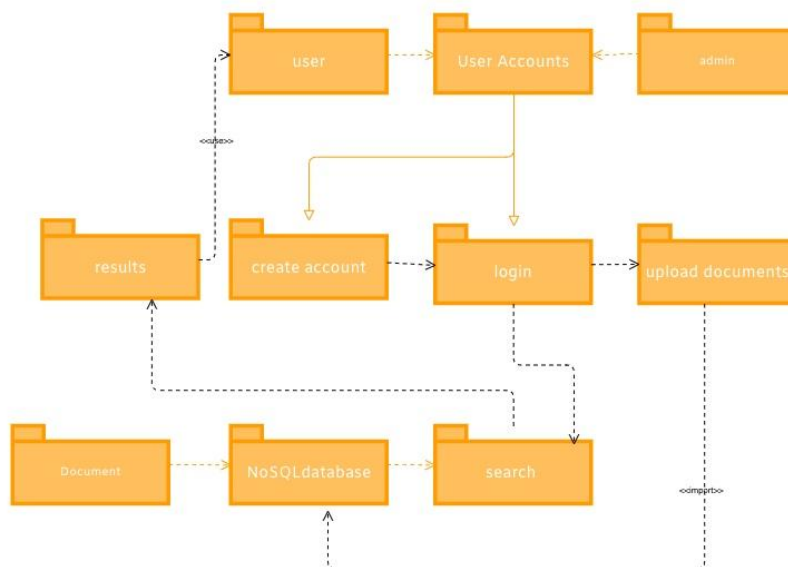 user
User Accounts
admin
<<use>>
results
create account
login
upload documents
Document
NoSQLdatabase
search
<<import>>